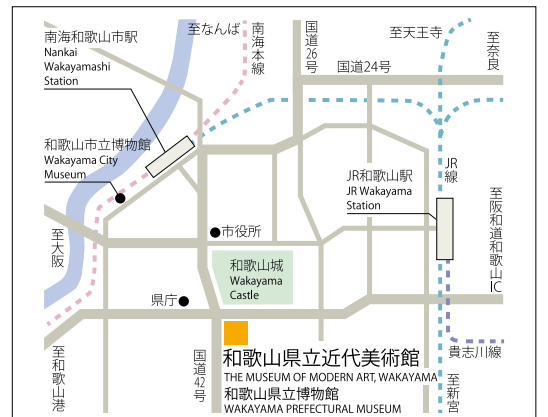 至なんば
南海本線
国道26号
至天王寺
至奈良
南海和歌山市駅
Nankai
Wakayamashi
Station
国道24号
和歌山市立博物館
Wakayama City
Museum
JR和歌山駅
JR Wakayama
Station
JR線
至阪和道和歌山IC
至大阪
市役所
和歌山城
Wakayama
Castle
県庁
貴志川線
至和歌山港
国道42号
和歌山県立近代美術館
THE MUSEUM OF MODERN ART, WAKAYAMA
和歌山県立博物館
WAKAYAMA PREFECTURAL MUSEUM
至新宮